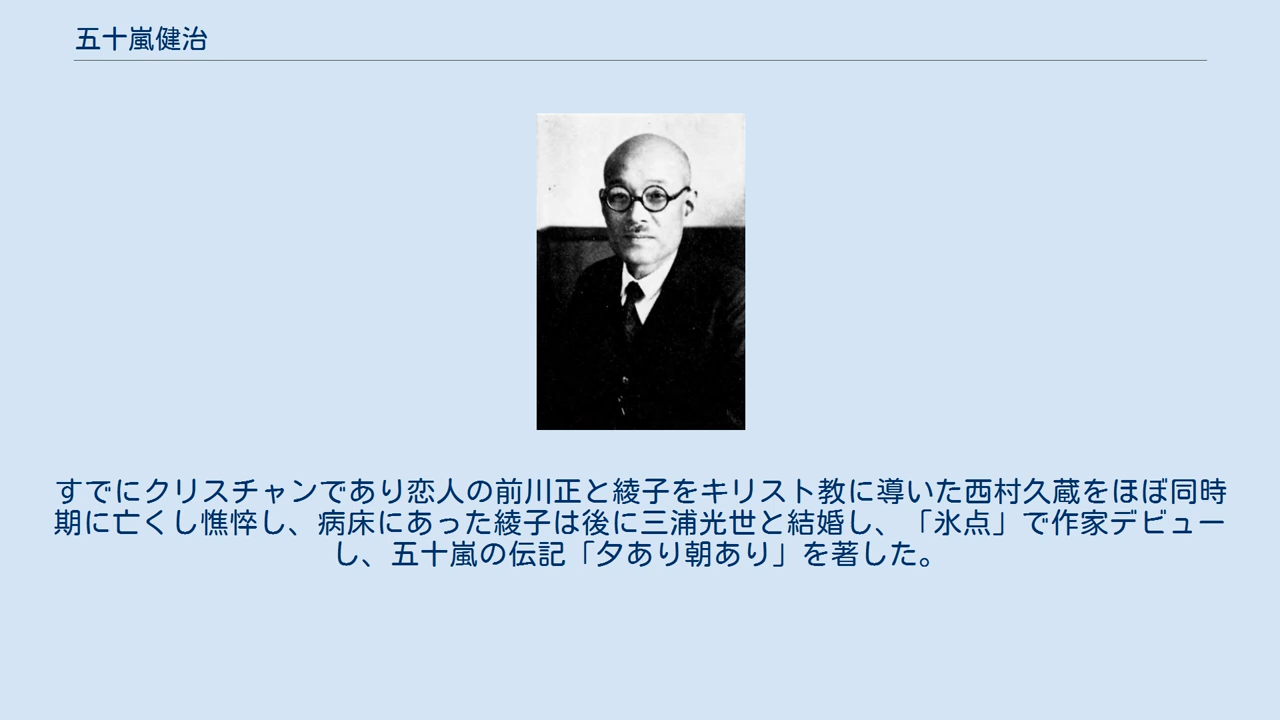 五十嵐健治
すでにクリスチャンであり恋人の前川正と綾子をキリスト教に導いた西村久蔵をほぼ同時
期に亡くし憔悴し、病床にあった綾子は後に三浦光世と結婚し、「氷点」で作家デビュー
し、五十嵐の伝記「夕あり朝あり」を著した。